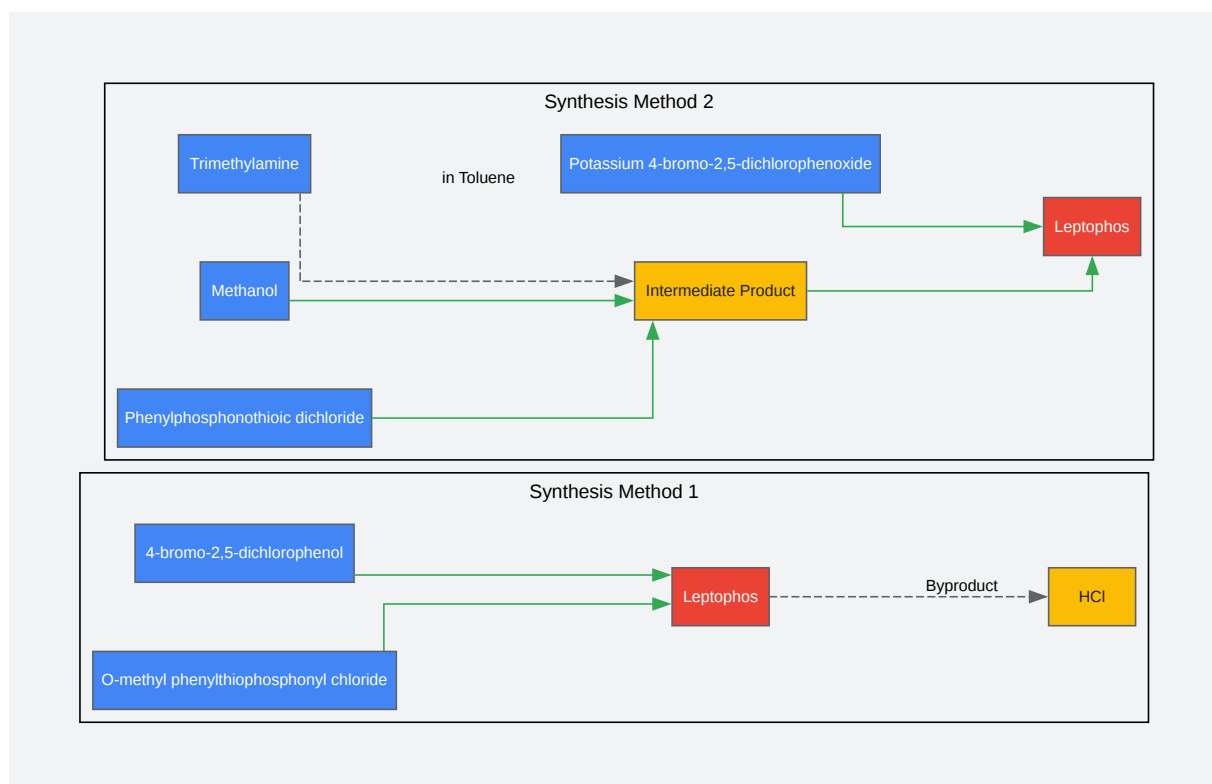 Synthesis Method 2
Trimethylamine
in Toluene
Potassium 4-bromo-2,5-dichlorophenoxide
Leptophos
Methanol
Intermediate Product
Phenylphosphonothioic dichloride
Synthesis Method 1
4-bromo-2,5-dichlorophenol
Leptophos
Byproduct
HCl
O-methyl phenylthiophosphonyl chloride